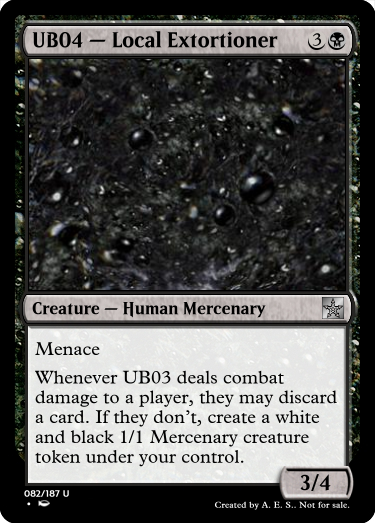 UB04 — Local Extortioner 3
Creature — Human Mercenary
Menace
Whenever UB03 deals combat
damage to a player, they may discard
a card. If they don't, create a white
and black 1/1 Mercenary creature
token under your control.
3/4
082/187 U
Created by A. E. S.. Not for sale.